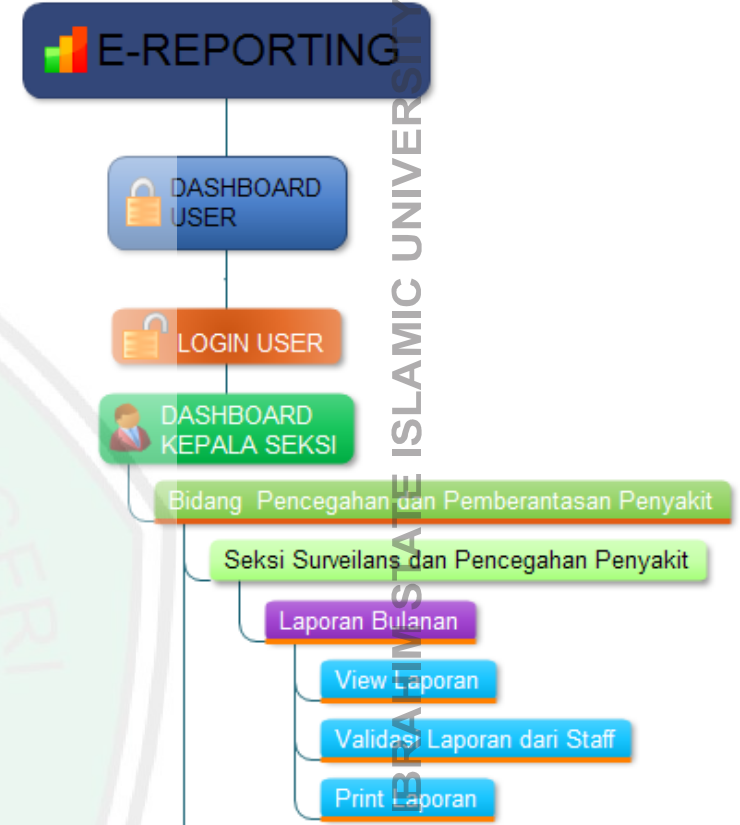 E-REPORTING
DASHBOARD
USER
LOGIN USER
DASHBOARD
KEPALA SEKSI
Bidang Pencegahan dan Pemberantasan Penyakit
Seksi Surveilans dan Pencegahan Penyakit
Laporan Bulanan
View Laporan
Validasi Laporan dari Staff
Print Laporan
IBRAHIM STATE ISLAMIC UNIVERSITY
GERI